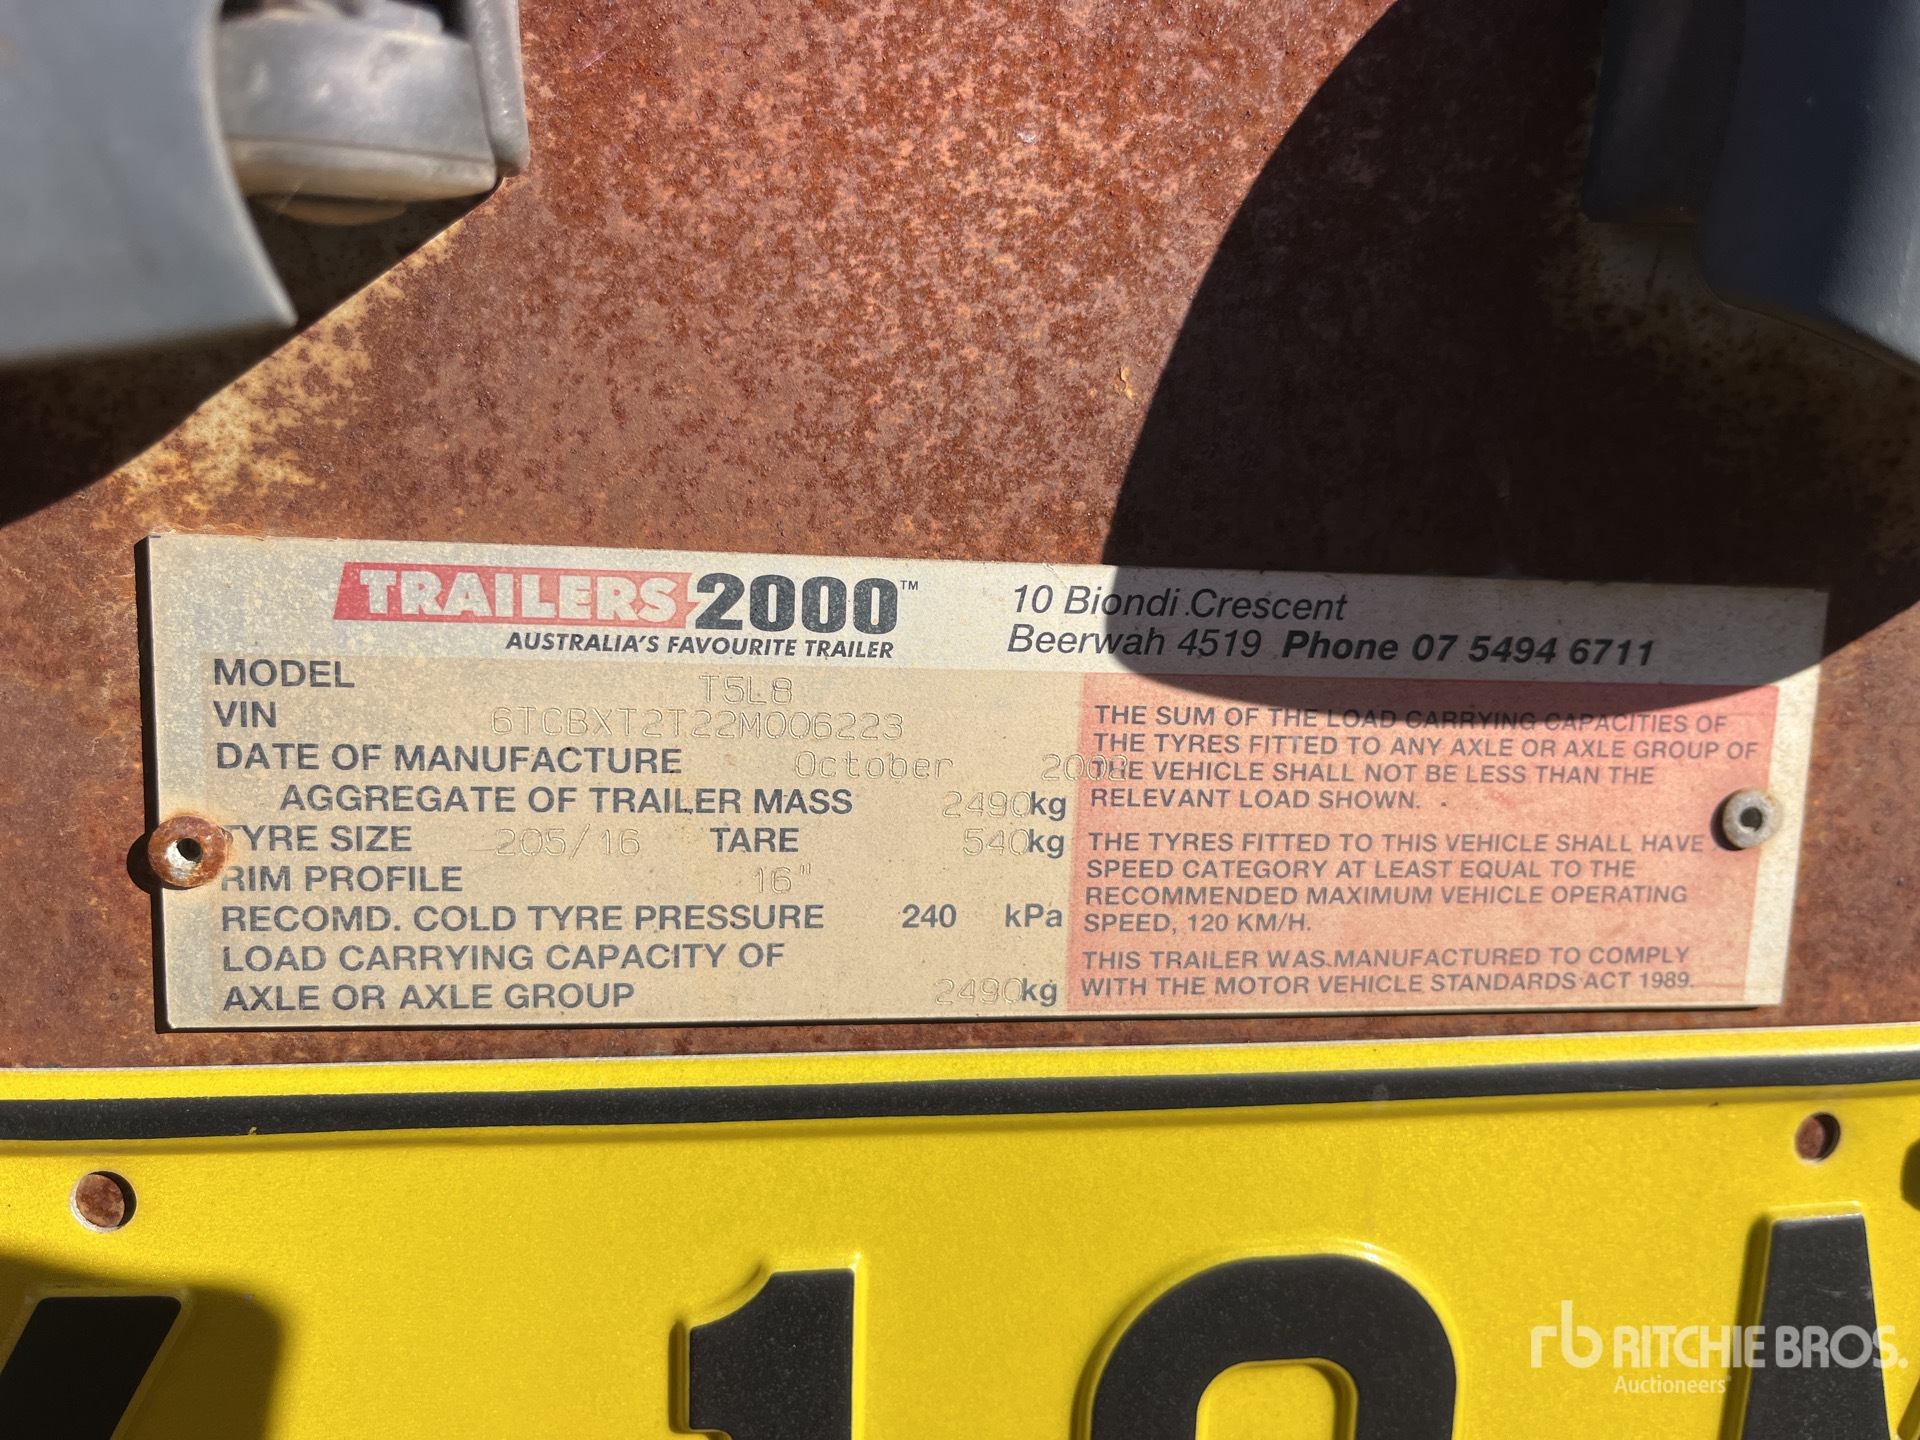 TRAILERS 2000™
AUSTRALIA'S FAVOURITE TRAILER
10 Biondi Crescent
Beerwah 4519 Phone 07 5494 6711
MODEL T5L8
VIN 6TCBXT2T22M006223
DATE OF MANUFACTURE October 2008
AGGREGATE OF TRAILER MASS 2490kg
TYRE SIZE 205/16 TARE 540kg
RIM PROFILE 16"
RECOMD. COLD TYRE PRESSURE 240 kPa
LOAD CARRYING CAPACITY OF
AXLE OR AXLE GROUP 2490kg
THE SUM OF THE LOAD CARRYING CAPACITIES OF
THE TYRES FITTED TO ANY AXLE OR AXLE GROUP OF
THE VEHICLE SHALL NOT BE LESS THAN THE
RELEVANT LOAD SHOWN.
THE TYRES FITTED TO THIS VEHICLE SHALL HAVE
SPEED CATEGORY AT LEAST EQUAL TO THE
RECOMMENDED MAXIMUM VEHICLE OPERATING
SPEED, 120 KM/H.
THIS TRAILER WAS MANUFACTURED TO COMPLY
WITH THE MOTOR VEHICLE STANDARDS ACT 1989.
rb RITCHIE BROS.
Auctioneers